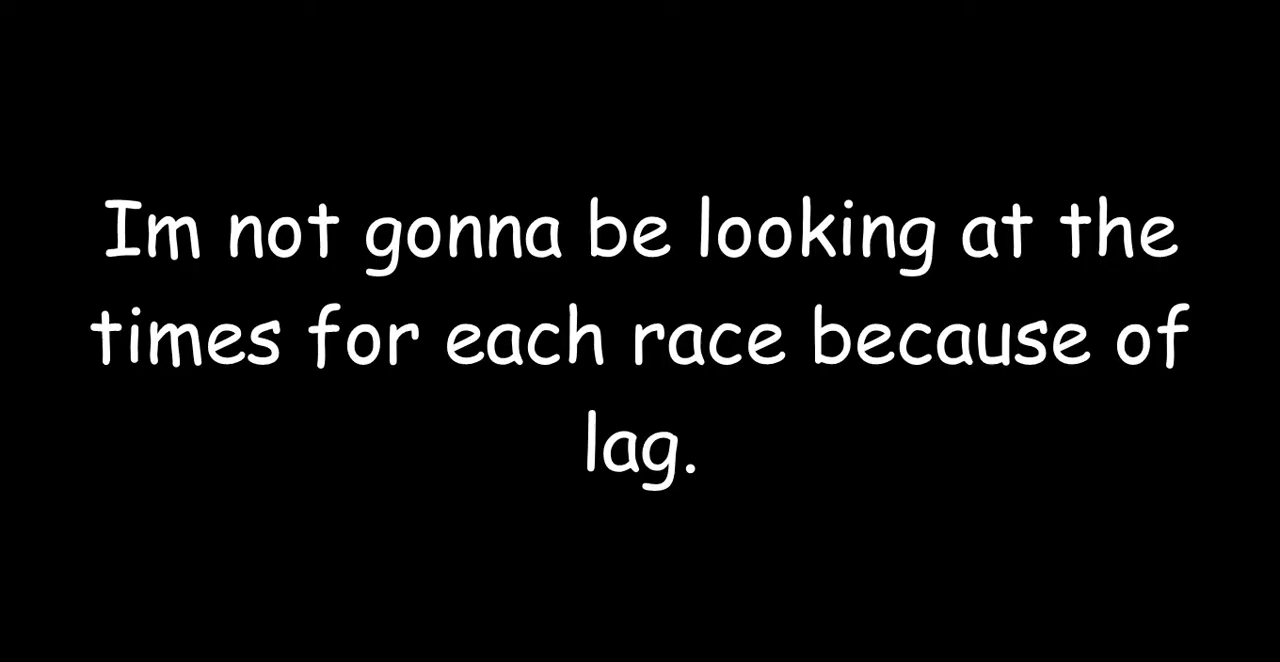 Im not gonna be looking at the
times for each race because of
lag.